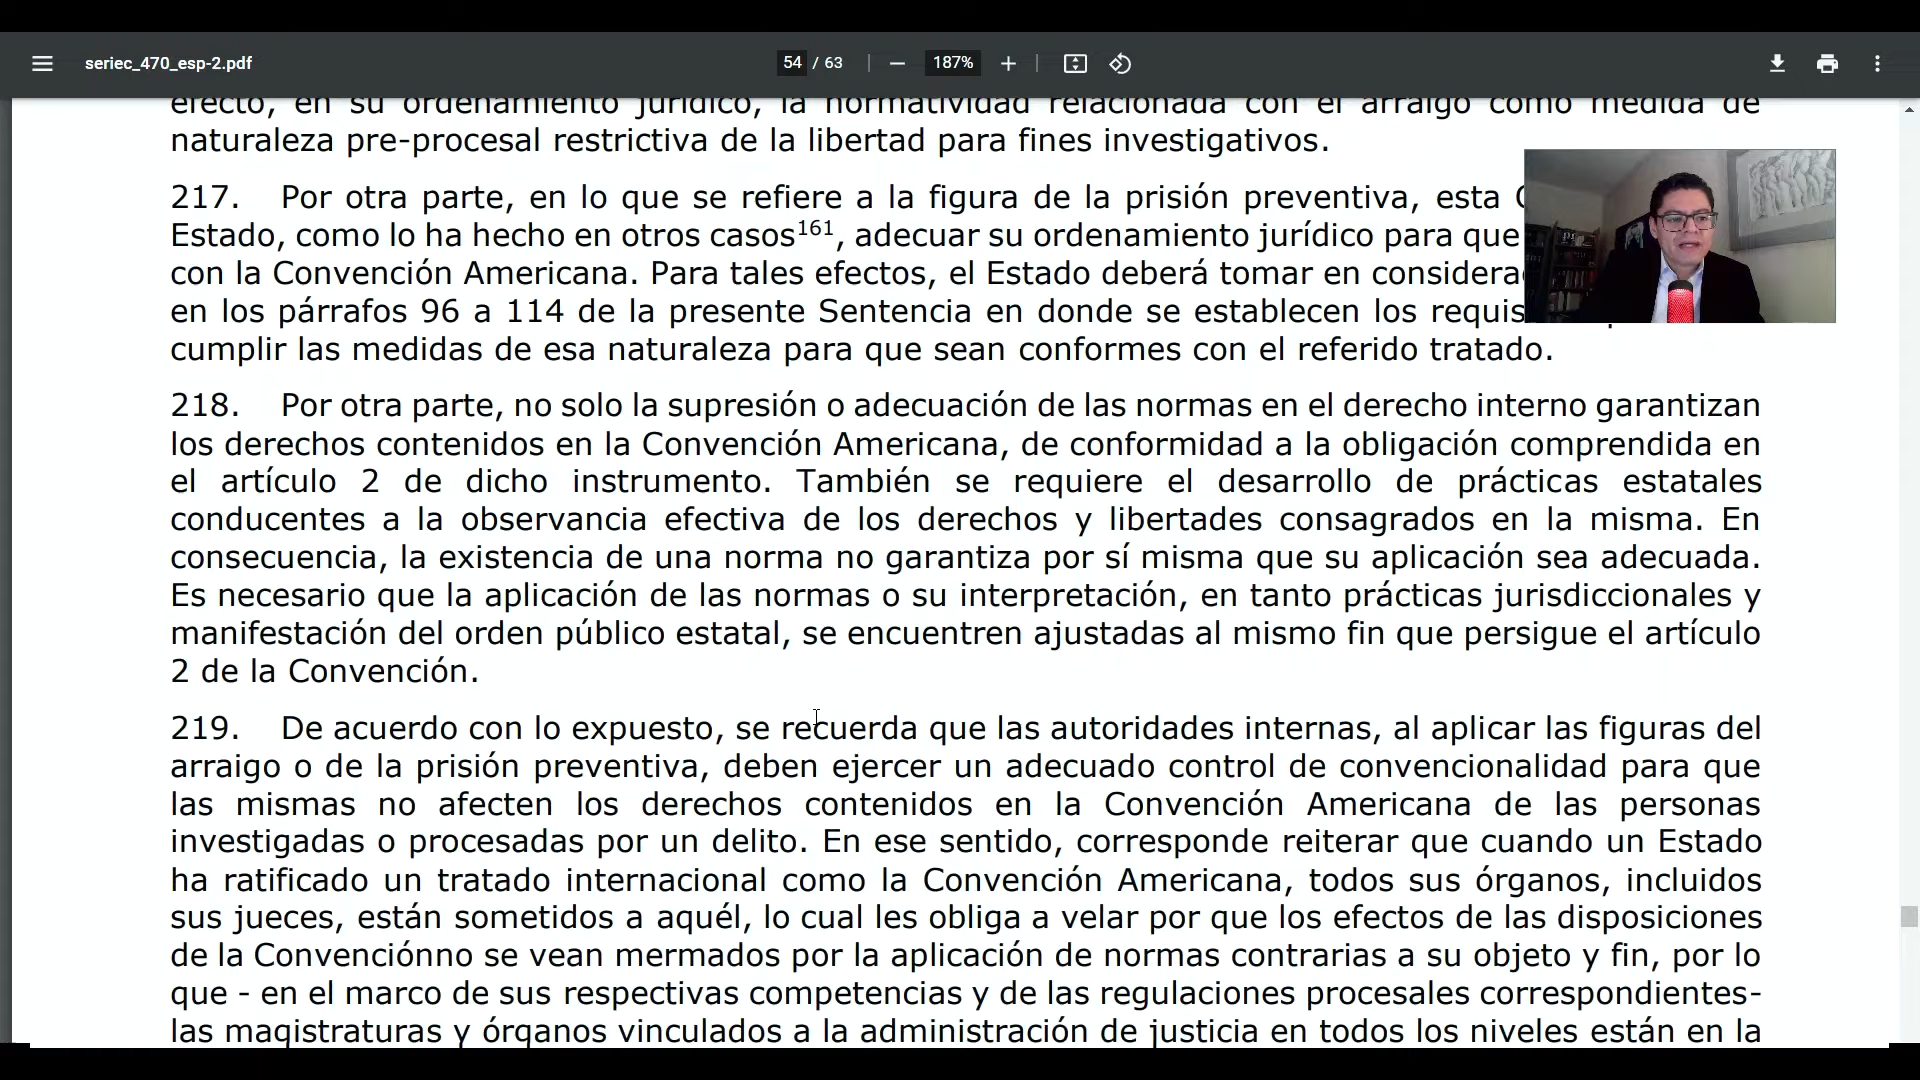 seriec_470_esp-2.pdf
54 / 63
187%
efecto, en su ordenamiento jurídico, la normatividad relacionada con el arraigo como medida de
naturaleza pre-procesal restrictiva de la libertad para fines investigativos.
217. Por otra parte, en lo que se refiere a la figura de la prisión preventiva, esta
Estado, como lo ha hecho en otros casos161, adecuar su ordenamiento jurídico para que
con la Convención Americana. Para tales efectos, el Estado deberá tomar en
en los párrafos 96 a 114 de la presente Sentencia en donde se establecen los
cumplir las medidas de esa naturaleza para que sean conformes con el referido tratado.
218. Por otra parte, no solo la supresión o adecuación de las normas en el derecho interno garantizan
los derechos contenidos en la Convención Americana, de conformidad a la obligación comprendida en
el artículo 2 de dicho instrumento. También se requiere el desarrollo de prácticas estatales
conducentes a la observancia efectiva de los derechos y libertades consagrados en la misma. En
consecuencia, la existencia de una norma no garantiza por sí misma que su aplicación sea adecuada.
Es necesario que la aplicación de las normas o su interpretación, en tanto prácticas jurisdiccionales y
manifestación del orden público estatal, se encuentren ajustadas al mismo fin que persigue el artículo
2 de la Convención.
219. De acuerdo con lo expuesto, se recuerda que las autoridades internas, al aplicar las figuras del
arraigo o de la prisión preventiva, deben ejercer un adecuado control de convencionalidad para que
las mismas no afecten los derechos contenidos en la Convención Americana de las personas
investigadas o procesadas por un delito. En ese sentido, corresponde reiterar que cuando un Estado
ha ratificado un tratado internacional como la Convención Americana, todos sus órganos, incluidos
sus jueces, están sometidos a aquél, lo cual les obliga a velar por que los efectos de las disposiciones
de la Convenciónno se vean mermados por la aplicación de normas contrarias a su objeto y fin, por lo
que - en el marco de sus respectivas competencias y de las regulaciones procesales correspondientes-
las magistraturas y órganos vinculados a la administración de justicia en todos los niveles están en la